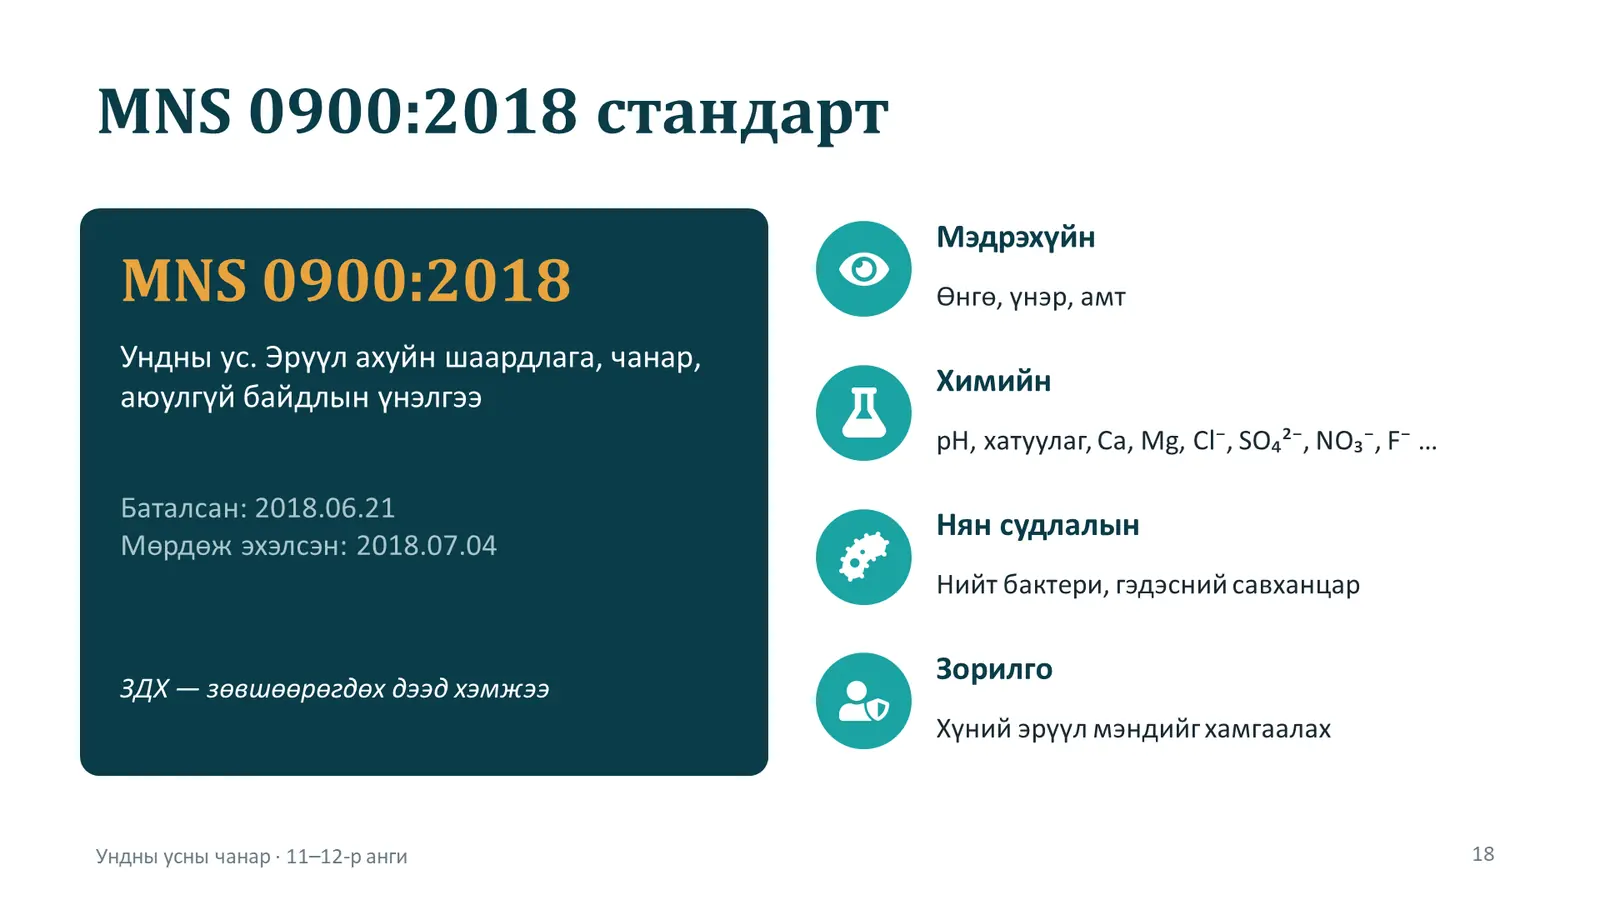 MNS 0900:2018 стандарт
MNS 0900:2018
Ундны ус. Эрүүл ахуйн шаардлага, чанар,
аюулгүй байдлын үнэлгээ
Баталсан: 2018.06.21
Мөрдөж эхэлсэн: 2018.07.04
ЗДХ — зөвшөөрөгдөх дээд хэмжээ
Мэдрэхүйн
Өнгө, үнэр, амт
Химийн
pH, хатуулаг, Ca, Mg, Cl⁻, SO₄²⁻, NO₃⁻, F⁻ ...
Нян судлалын
Нийт бактери, гэдэсний савханцар
Зорилго
Хүний эрүүл мэндийг хамгаалах
Ундны усны чанар · 11–12-р анги
18